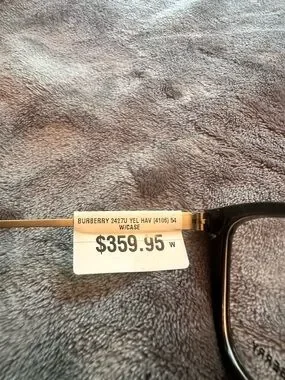 BURBERRY 2427U YEL HAV (4106) 54
W/CASE
$359.95 W